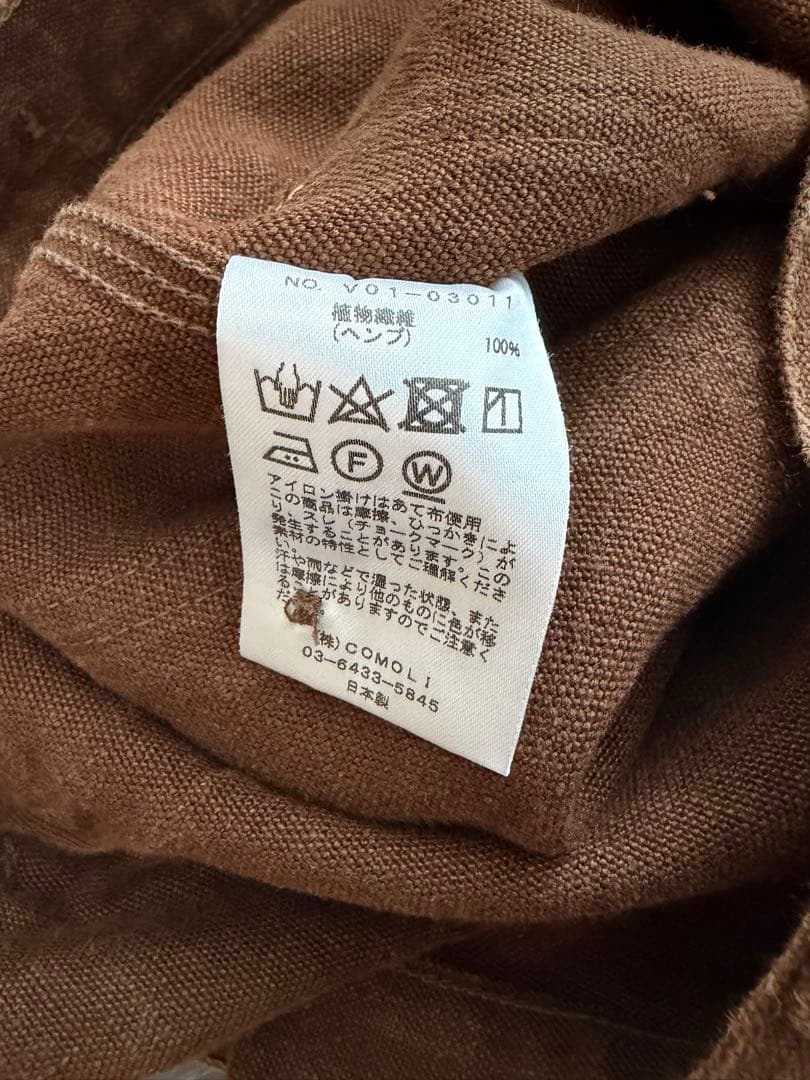 NO. V01-03011
植物繊維
(ヘンプ) 100%
F
W
アイロン掛けはあて布使用
この商品は摩擦、ひっかきによ
り、スレ(チョークマーク)が
発生することがあります。この
素材の特性としてご理解くださ
い。
汗や雨などで湿った状態、また
は摩擦により他のものに色が移
ることがありますのでご注意く
(株)COMOLI
03-6433-5845
日本製